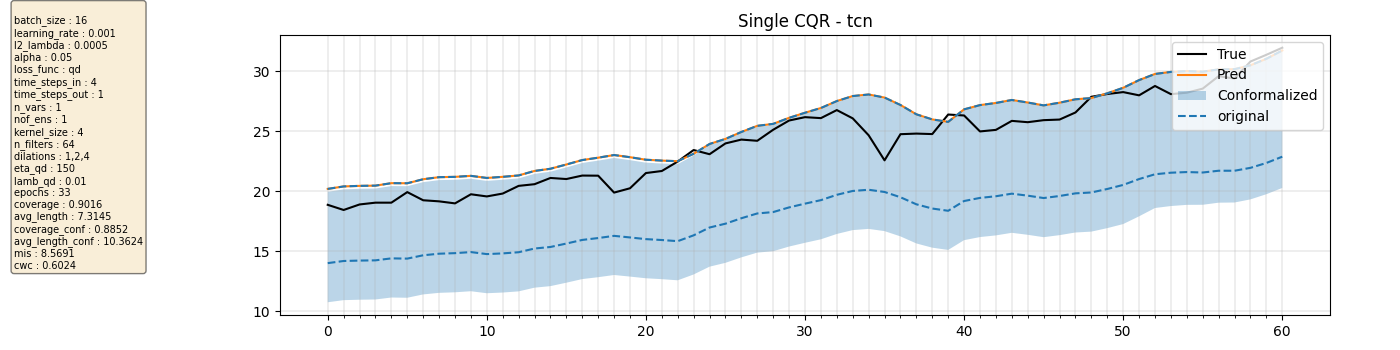 batch_size : 16
learning_rate : 0.001
l2_lambda : 0.0005
alpha : 0.05
loss_func : qd
time_steps_in : 4
time_steps_out : 1
n_vars : 1
nof_ens : 1
kernel_size : 4
n_filters : 64
dilations : 1,2,4
eta_qd : 150
lamb_qd : 0.01
epochs : 33
coverage : 0.9016
avg_length : 7.3145
coverage_conf : 0.8852
avg_length_conf : 10.3624
mis : 8.5691
cwc : 0.6024
Single CQR - tcn
30
25
20
15
10
True
Pred
Conformalized
original
0 10 20 30 40 50 60